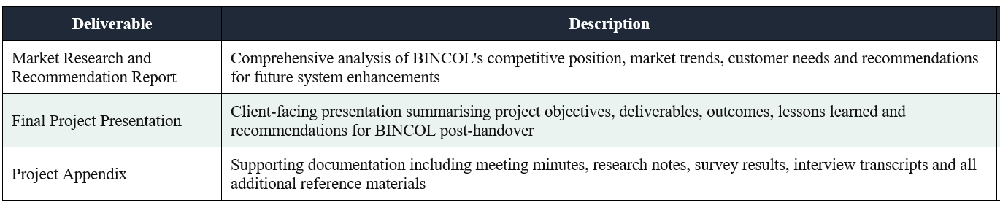 Deliverable
Description
Market Research and
Recommendation Report
Comprehensive analysis of BINCOL's competitive position, market trends, customer needs and recommendations
for future system enhancements
Final Project Presentation
Client-facing presentation summarising project objectives, deliverables, outcomes, lessons learned and
recommendations for BINCOL post-handover
Project Appendix
Supporting documentation including meeting minutes, research notes, survey results, interview transcripts and all
additional reference materials